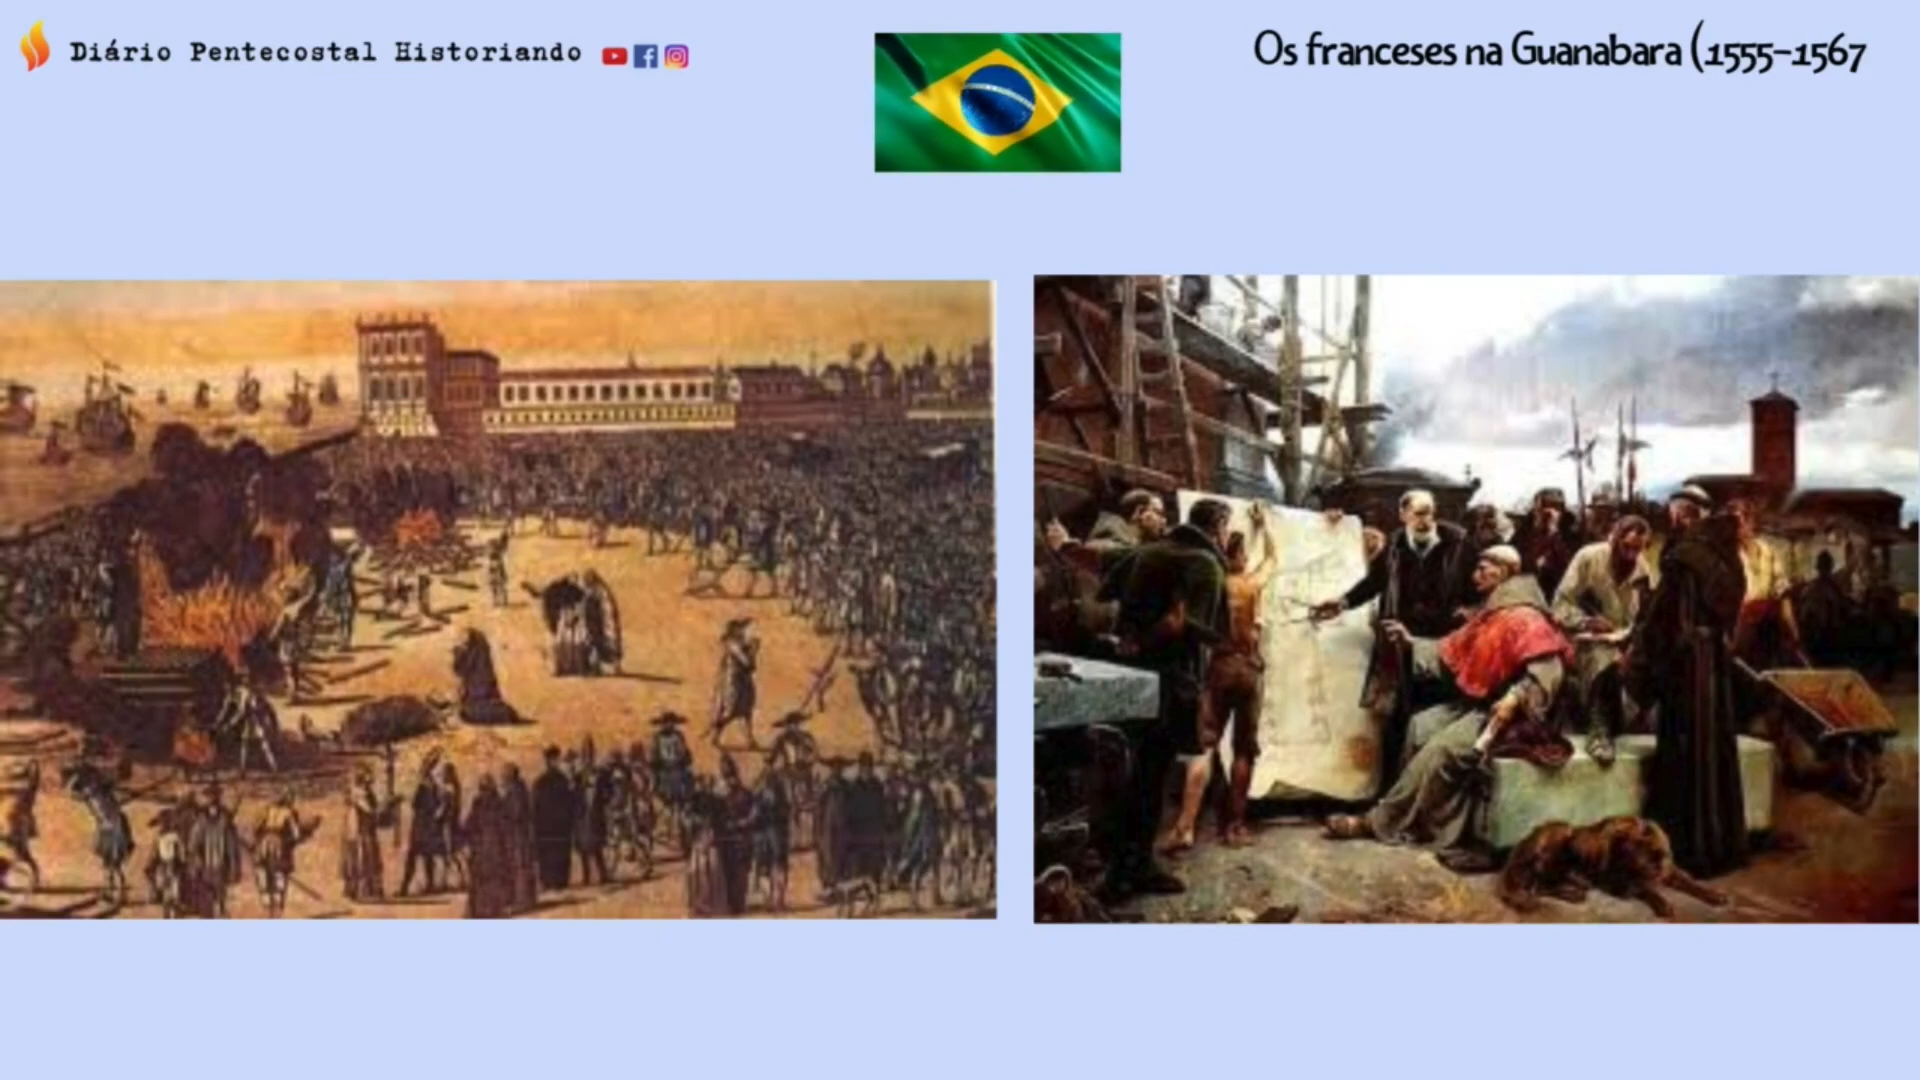 Diário Pentecostal Historiando
Os franceses na Guanabara (1555–1567